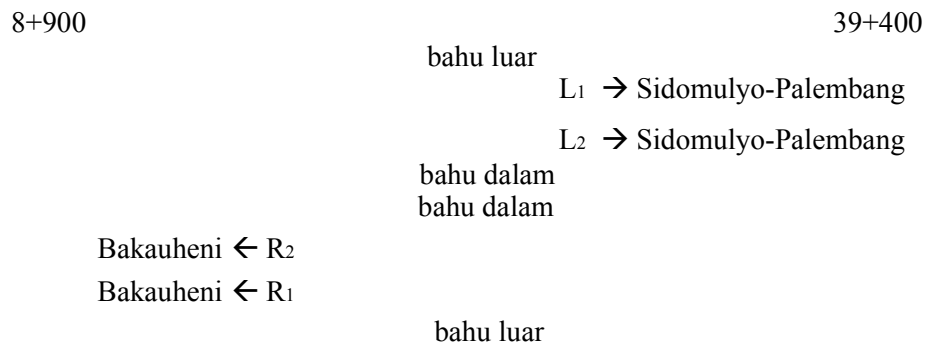 8+900 39+400
bahu luar
L1 → Sidomulyo-Palembang
L2 → Sidomulyo-Palembang
bahu dalam
bahu dalam
Bakauheni ← R2
Bakauheni ← R1
bahu luar